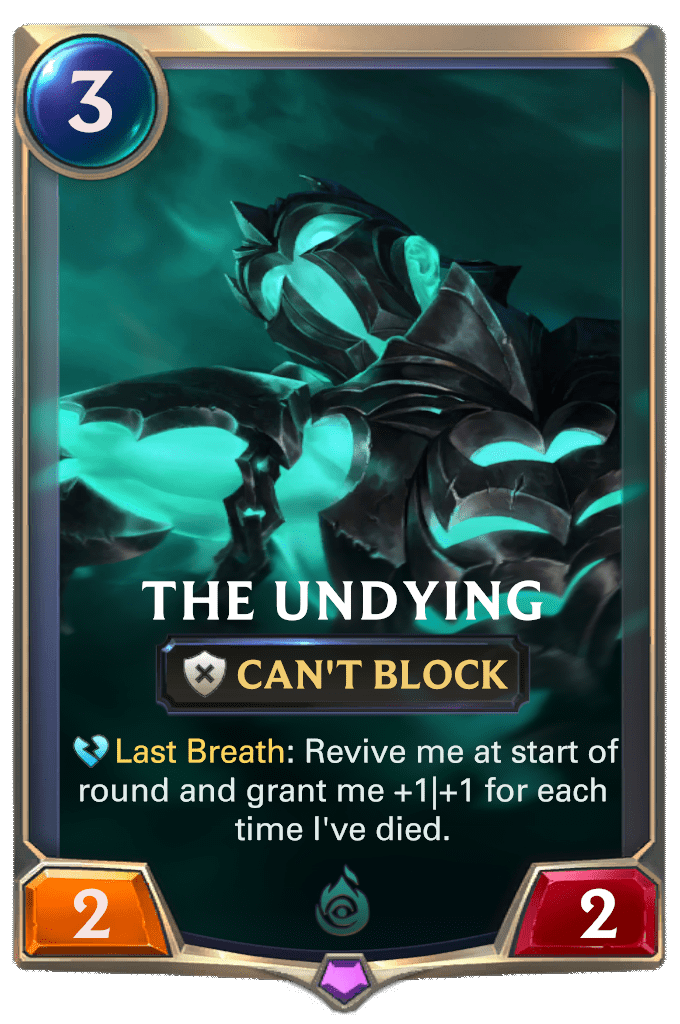 3
THE UNDYING
CAN'T BLOCK
Last Breath: Revive me at start of
round and grant me +1|+1 for each
time I've died.
2 2